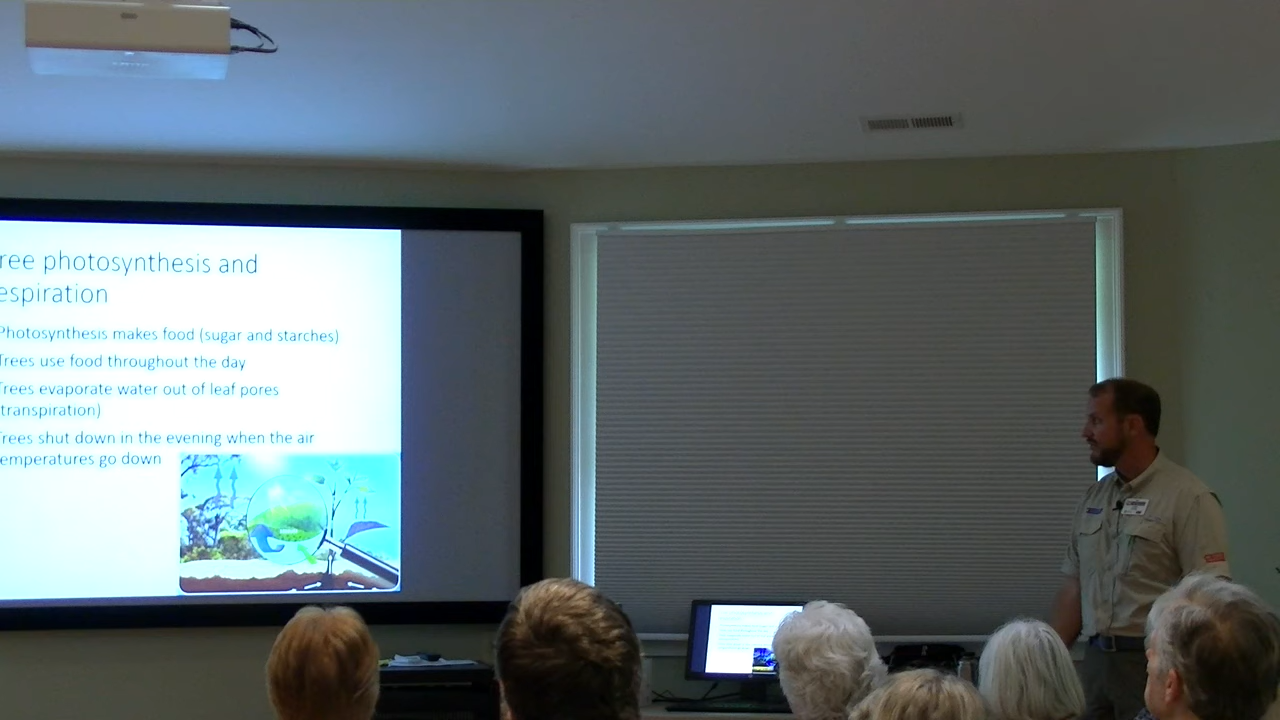 ree photosynthesis and
espiration
Photosynthesis makes food (sugar and starches)
Trees use food throughout the day
Trees evaporate water out of leaf pores
transpiration)
Trees shut down in the evening when the air
emperatures go down